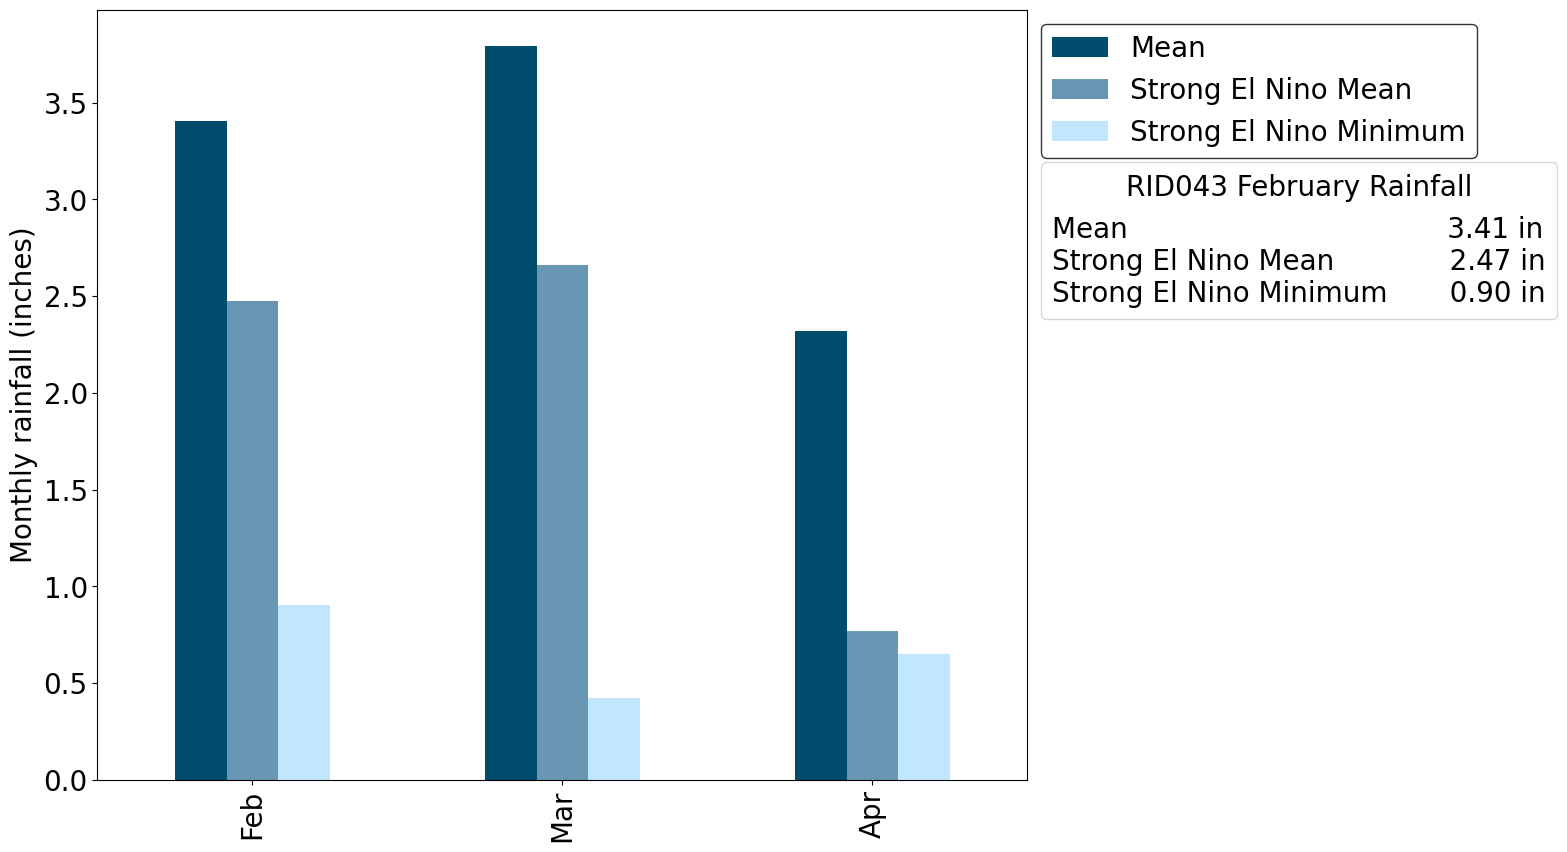 Monthly rainfall (inches)
3.5
3.0
2.5
2.0
1.5
1.0
0.5
0.0
Feb
Mar
Apr
Mean
Strong El Nino Mean
Strong El Nino Minimum
RID043 February Rainfall
Mean 3.41 in
Strong El Nino Mean 2.47 in
Strong El Nino Minimum 0.90 in